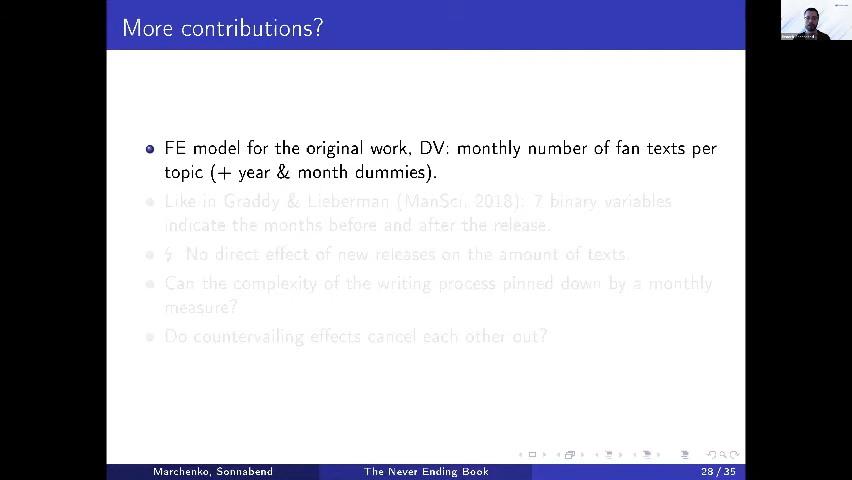 More contributions?
FE model for the original work, DV: monthly number of fan texts per
topic (+ year & month dummies).
Like in Graddy & Lieberman (ManSci, 2018): 7 binary variables
indicate the months before and after the release.
No direct effect of new releases on the amount of texts.
Can the complexity of the writing process pinned down by a monthly
measure?
Do countervailing effects cancel each other out?
Marchenko, Sonnabend
The Never Ending Book
28 / 35